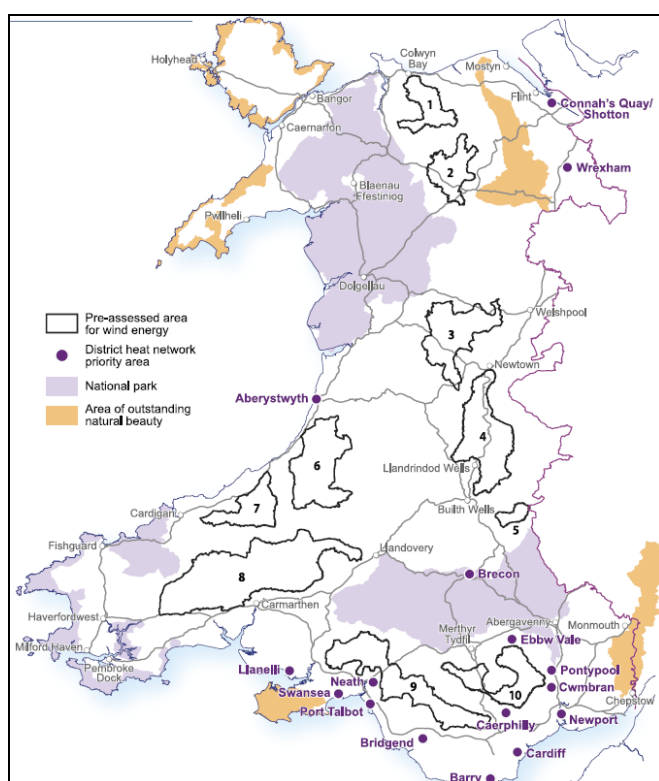 Holyhead
Colwyn
Bay
Mostyn
Flint
Connah's Quay/
Shotton
Bangor
1
Caernarfon
Wrexham
2
Blaenau
Ffestiniog
Pwllheli
Dolgellau
Welshpool
Pre-assessed area
for wind energy
3
District heat network
priority area
Newtown
National park
Aberystwyth
Area of outstanding
natural beauty
4
6
Llandrindod Wells
7
Builth Wells
Cardigan
5
Fishguard
Llandovery
8
Brecon
Carmarthen
Haverfordwest
Merthyr
Tydfil
Abergavenny
Monmouth
Ebbw Vale
Milford Haven
Pembroke
Dock
Llanelli
Neath
Pontypool
9
10
Cwmbran
Swansea
Chepstow
Port Talbot
Caerphilly
Newport
Bridgend
Cardiff
Barry